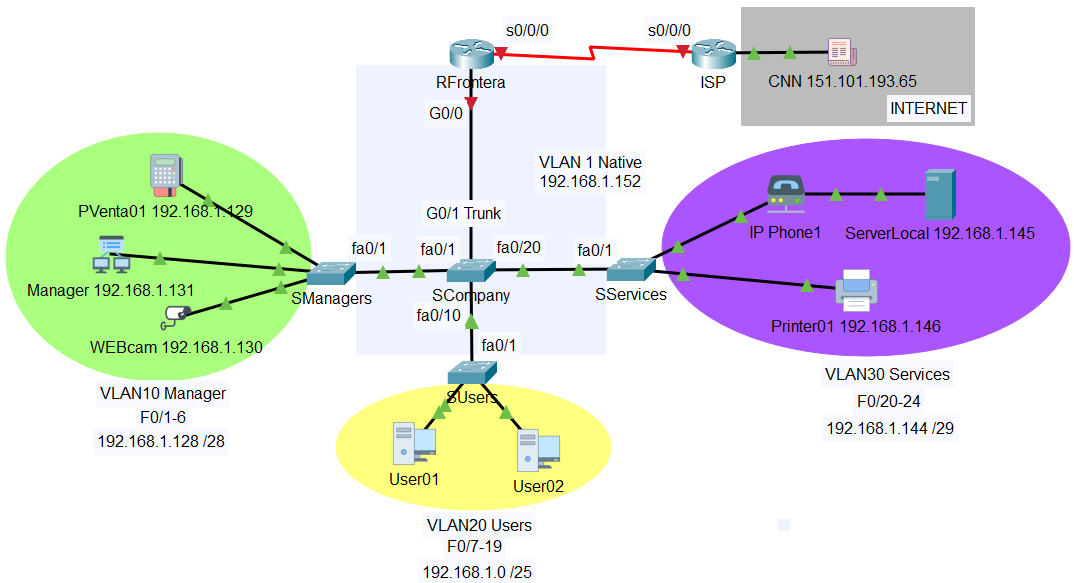 s0/0/0
s0/0/0
RFrontera
ISP
CNN 151.101.193.65
INTERNET
G0/0
VLAN 1 Native
192.168.1.152
PVenta01 192.168.1.129
G0/1 Trunk
IP Phone1
ServerLocal 192.168.1.145
fa0/1
fa0/1
fa0/20
fa0/1
Manager 192.168.1.131
SManagers
SCompany
SServices
fa0/10
Printer01 192.168.1.146
WEBcam 192.168.1.130
fa0/1
VLAN10 Manager
F0/1-6
192.168.1.128 /28
SUsers
VLAN30 Services
F0/20-24
192.168.1.144 /29
User01
User02
VLAN20 Users
F0/7-19
192.168.1.0 /25